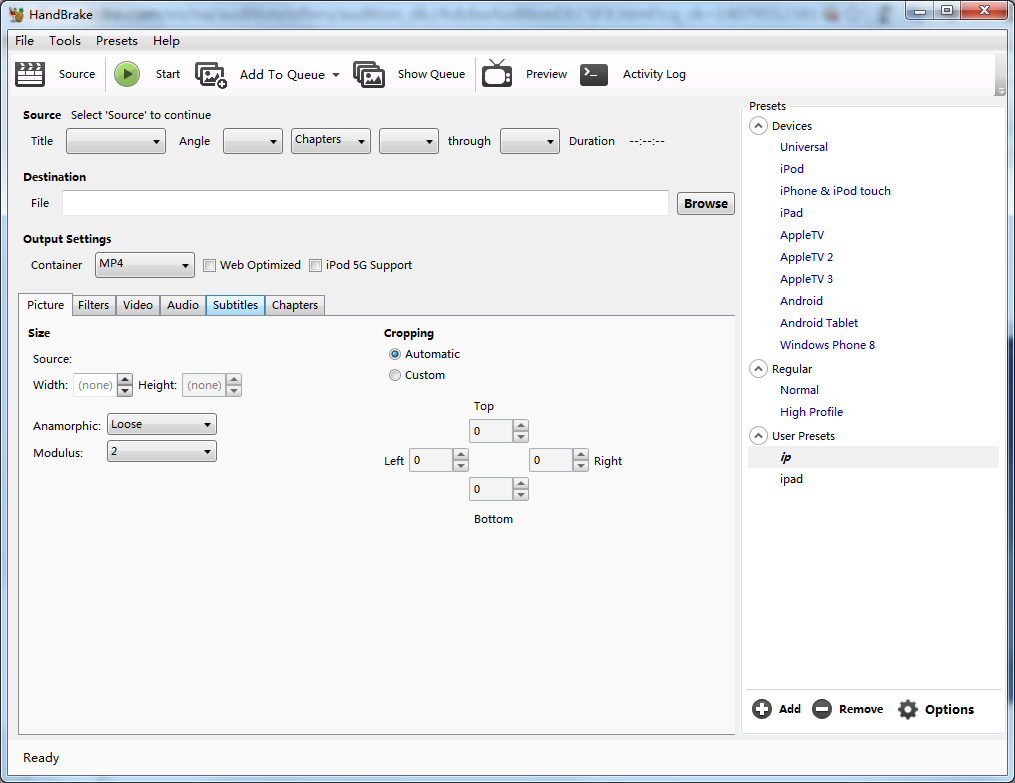 HandBrake
File Tools Presets Help
Source Start Add To Queue Show Queue Preview Activity Log
Source Select 'Source' to continue
Title Angle Chapters through Duration --:--:--
Destination
File Browse
Output Settings
Container MP4 Web Optimized iPod 5G Support
Picture Filters Video Audio Subtitles Chapters
Size
Source:
Width: (none) Height: (none)
Anamorphic: Loose
Modulus: 2
Cropping
Automatic
Custom
Top
0
Left 0 0 Right
0
Bottom
Presets
Devices
Universal
iPod
iPhone & iPod touch
iPad
AppleTV
AppleTV 2
AppleTV 3
Android
Android Tablet
Windows Phone 8
Regular
Normal
High Profile
User Presets
ip
ipad
Add Remove Options
Ready